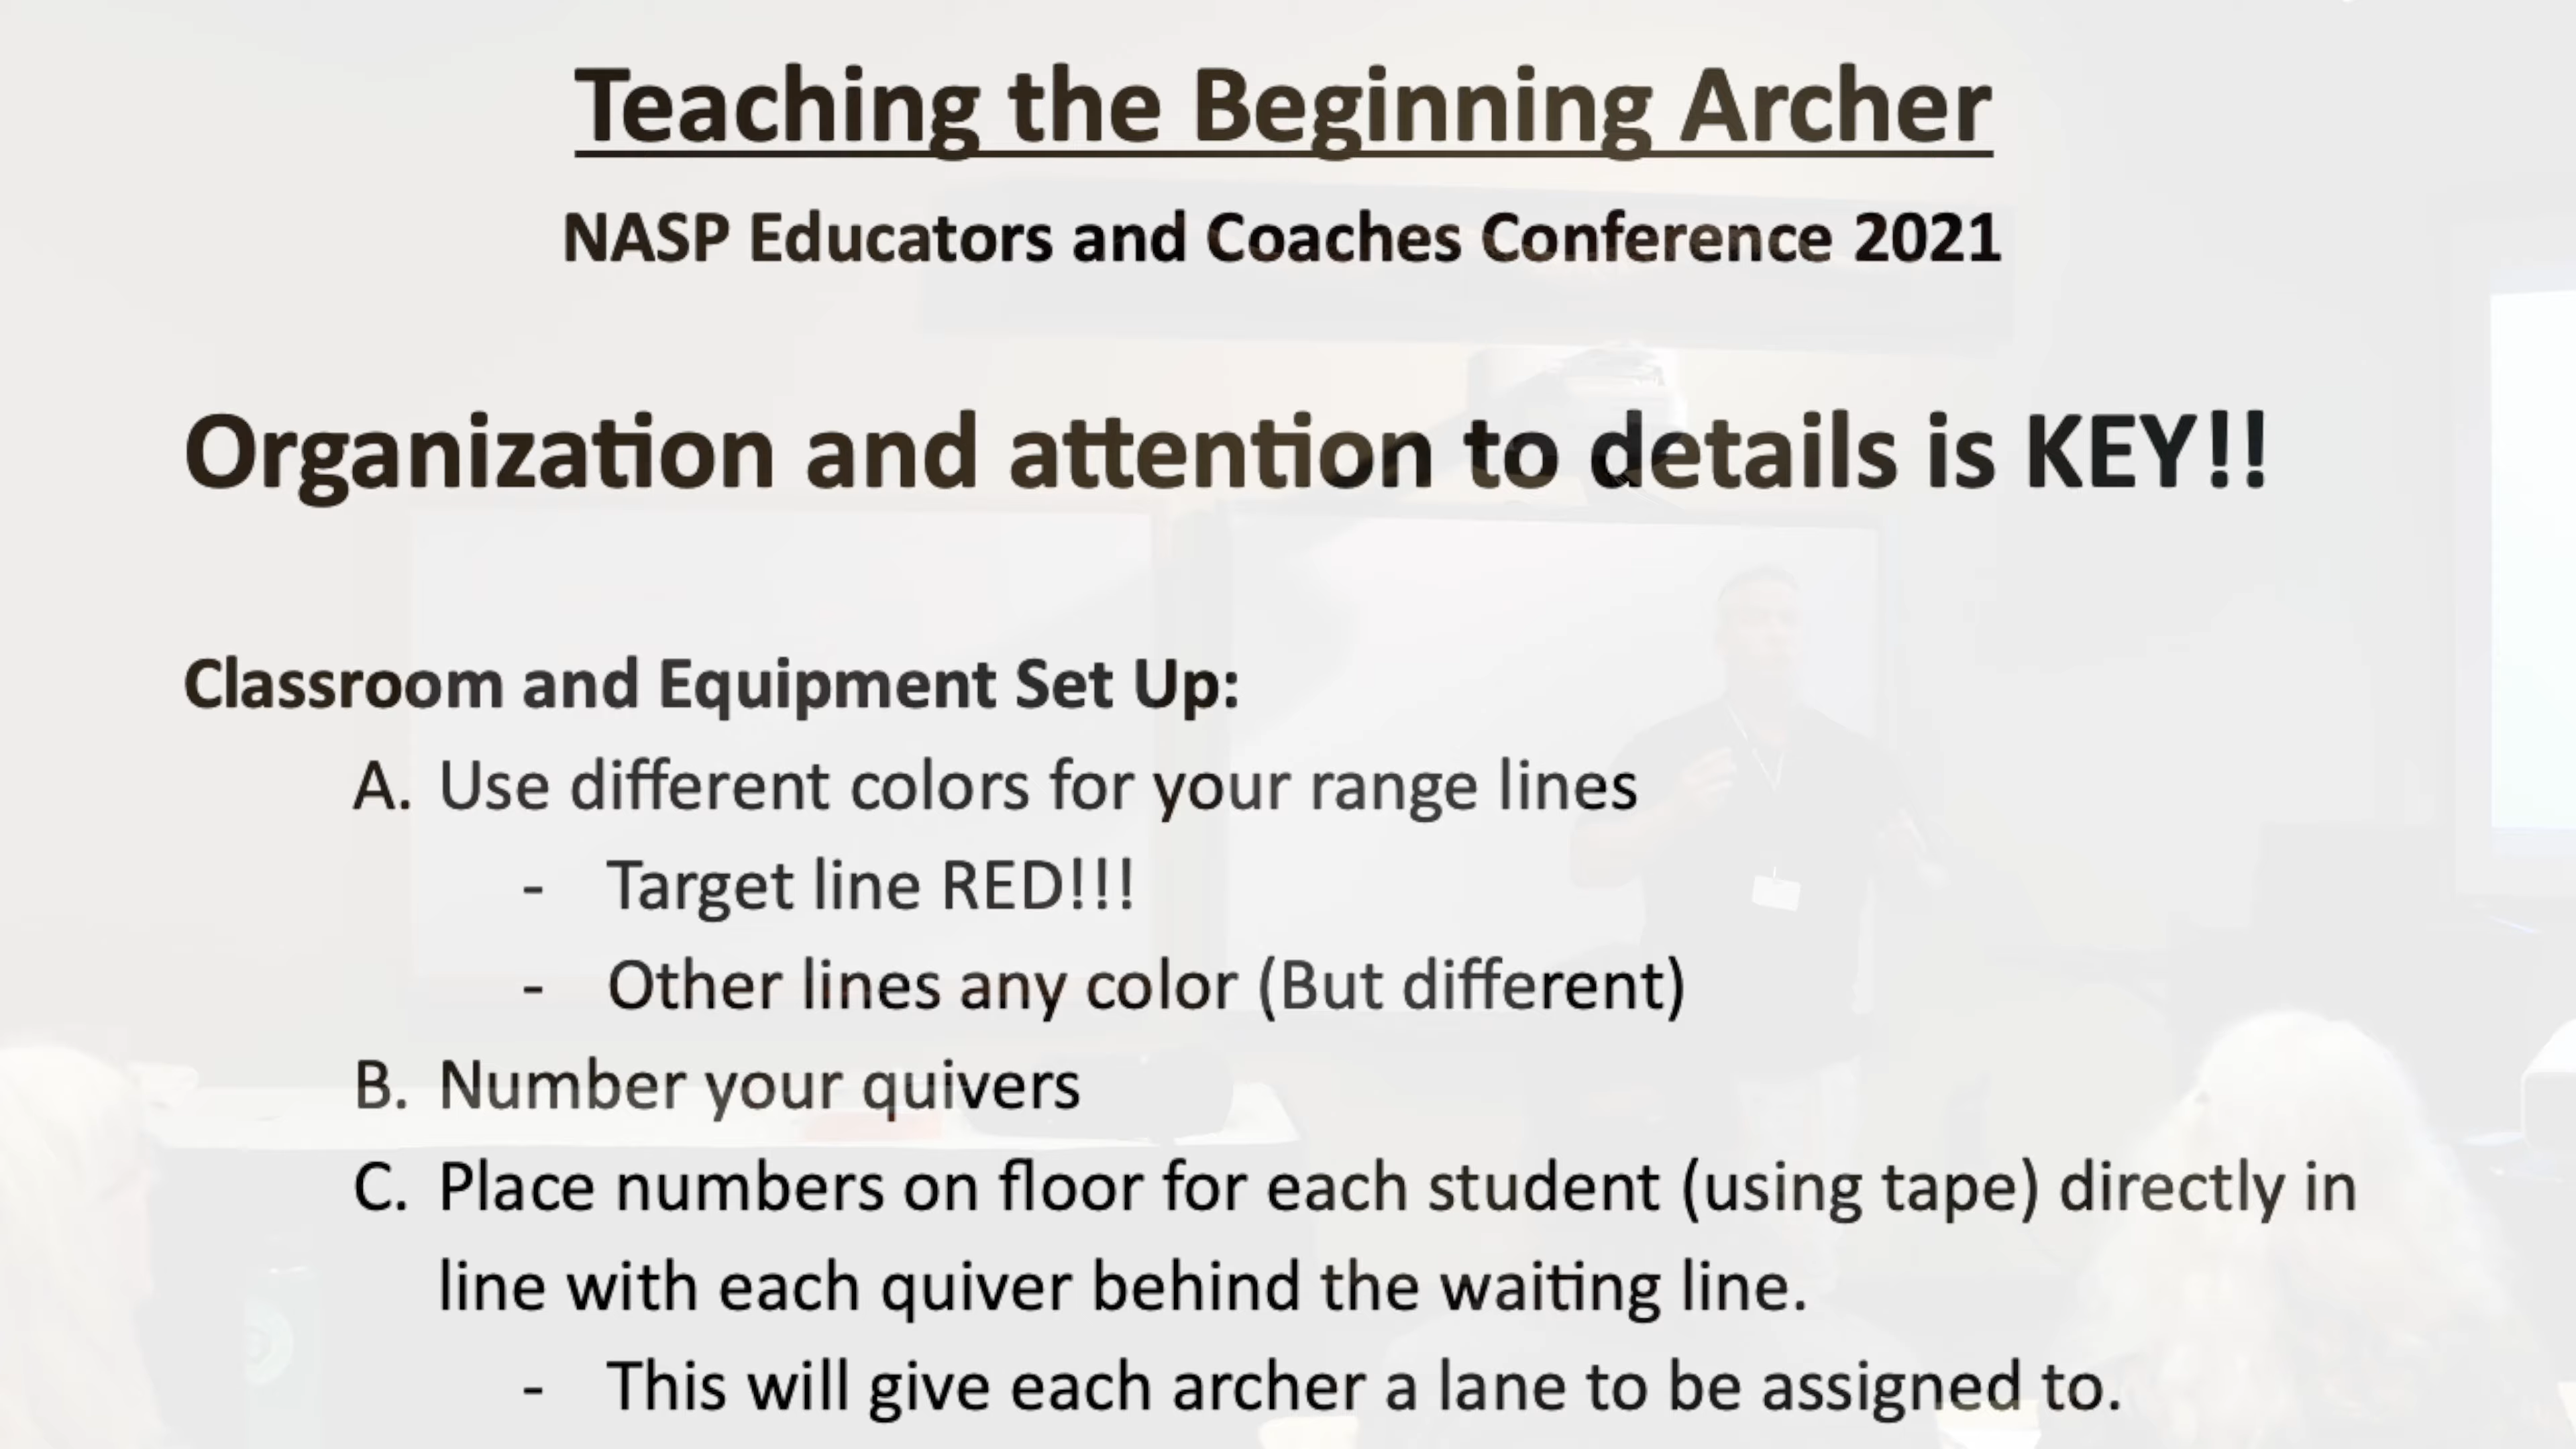 Teaching the Beginning Archer
NASP Educators and Coaches Conference 2021
Organization and attention to details is KEY!!
Classroom and Equipment Set Up:
A. Use different colors for your range lines
- Target line RED!!!
- Other lines any color (But different)
B. Number your quivers
C. Place numbers on floor for each student (using tape) directly in
line with each quiver behind the waiting line.
- This will give each archer a lane to be assigned to.